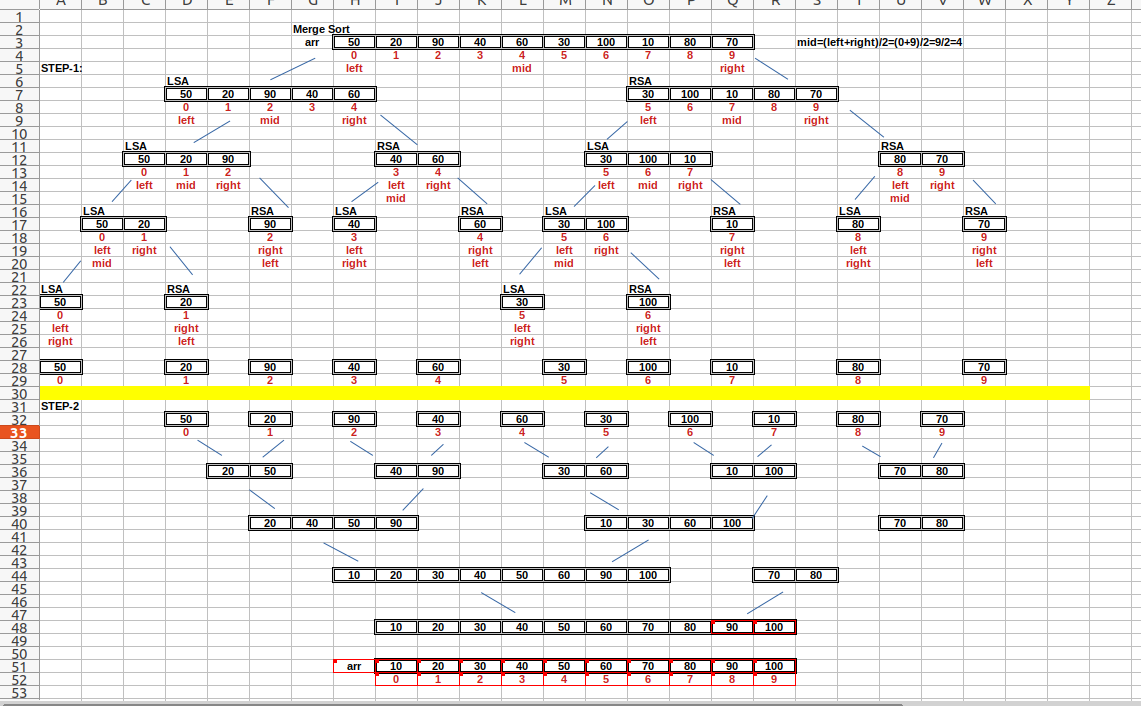 A B C D E F G H I J K L M N O P Q R S T U V W X Y Z
1
2 Merge Sort
3 arr 50 20 90 40 60 30 100 10 80 70 mid=(left+right)/2=(0+9)/2=9/2=4
4 0 1 2 3 4 5 6 7 8 9
5 STEP-1: left mid right
6 LSA RSA
7 50 20 90 40 60 30 100 10 80 70
8 0 1 2 3 4 5 6 7 8 9
9 left mid right left mid right
10
11 LSA RSA LSA RSA
12 50 20 90 40 60 30 100 10 80 70
13 0 1 2 3 4 5 6 7 8 9
14 left mid right left right left mid right left right
15 mid mid
16 LSA RSA LSA RSA LSA RSA LSA RSA
17 50 20 90 40 60 30 100 10 80 70
18 0 1 2 3 4 5 6 7 8 9
19 left right right left right left right right left right
20 mid left right left mid left right left
21
22 LSA RSA LSA RSA
23 50 20 30 100
24 0 1 5 6
25 left right left right
26 right left right left
27
28 50 20 90 40 60 30 100 10 80 70
29 0 1 2 3 4 5 6 7 8 9
30
31 STEP-2
32 50 20 90 40 60 30 100 10 80 70
33 0 1 2 3 4 5 6 7 8 9
34
35
36 20 50 40 90 30 60 10 100 70 80
37
38
39
40 20 40 50 90 10 30 60 100 70 80
41
42
43
44 10 20 30 40 50 60 90 100 70 80
45
46
47
48 10 20 30 40 50 60 70 80 90 100
49
50
51 arr 10 20 30 40 50 60 70 80 90 100
52 0 1 2 3 4 5 6 7 8 9
53